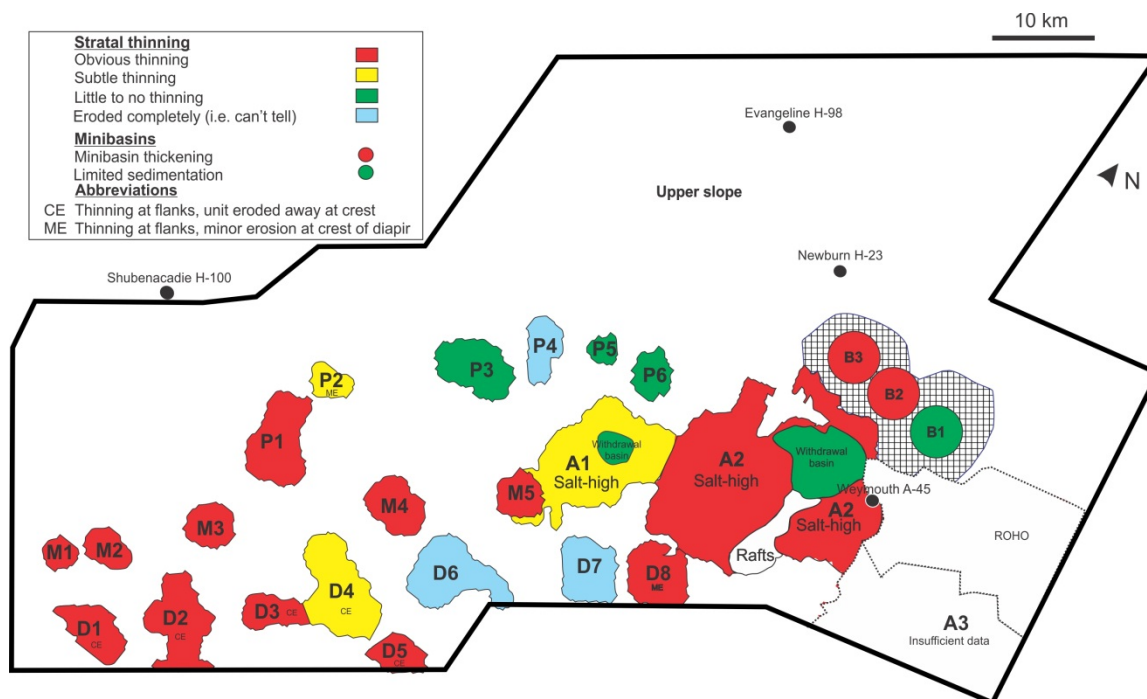 10 km
Stratal thinning
Obvious thinning
Subtle thinning
Little to no thinning
Eroded completely (i.e. can't tell)
Minibasins
Minibasin thickening
Limited sedimentation
Abbreviations
CE Thinning at flanks, unit eroded away at crest
ME Thinning at flanks, minor erosion at crest of diapir
Evangeline H-98
N
Upper slope
Newburn H-23
Shubenacadie H-100
P4
P5
P3
P6
P2
ME
B3
B2
B1
P1
Withdrawal
basin
Withdrawal
basin
A1
Salt-high
A2
Salt-high
M5
M4
Weymouth A-45
A2
Salt-high
M3
M1
M2
ROHO
Rafts
D6
D7
D8
ME
D4
CE
D3 CE
D2
CE
D1
CE
D5
CE
A3
Insufficient data